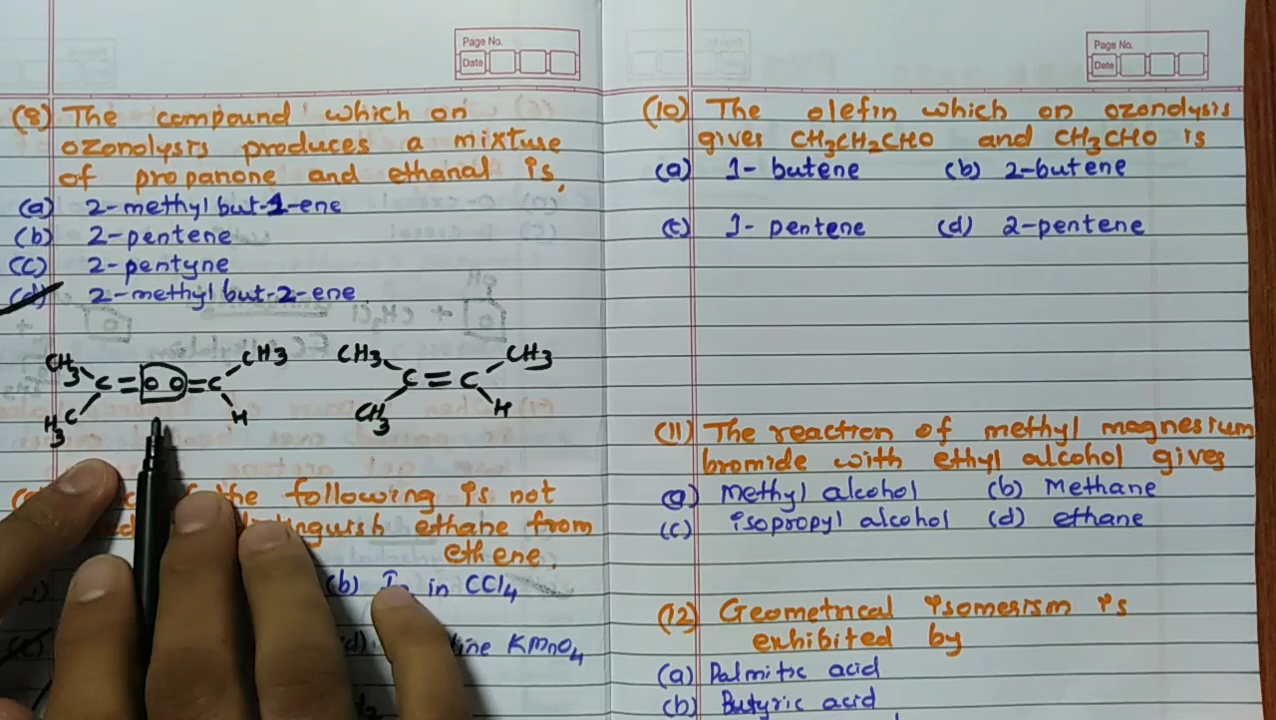 Page No.
Date
(8) The compound which on
ozonolysis produces a mixture
of propanone and ethanal is.
(a) 2-methylbut-1-ene
(b) 2-pentene
(c) 2-pentyne
(d) 2-methylbut-2-ene
CH3 C=OO=C CH3
H3C H
CH3 C=C CH3
CH3 H
the following is not
ethane from
ethene.
(b) in CCl4
KMnO4
Page No.
Date
(10) The olefin which on ozonolysis
gives CH3CH2CHO and CH3CHO is
(a) 1-butene (b) 2-butene
(c) 1-pentene (d) 2-pentene
(11) The reaction of methyl magnesium
bromide with ethyl alcohol gives
(a) Methyl alcohol (b) Methane
(c) isopropyl alcohol (d) ethane
(12) Geometrical isomerism is
exhibited by
(a) Palmitic acid
(b) Butyric acid